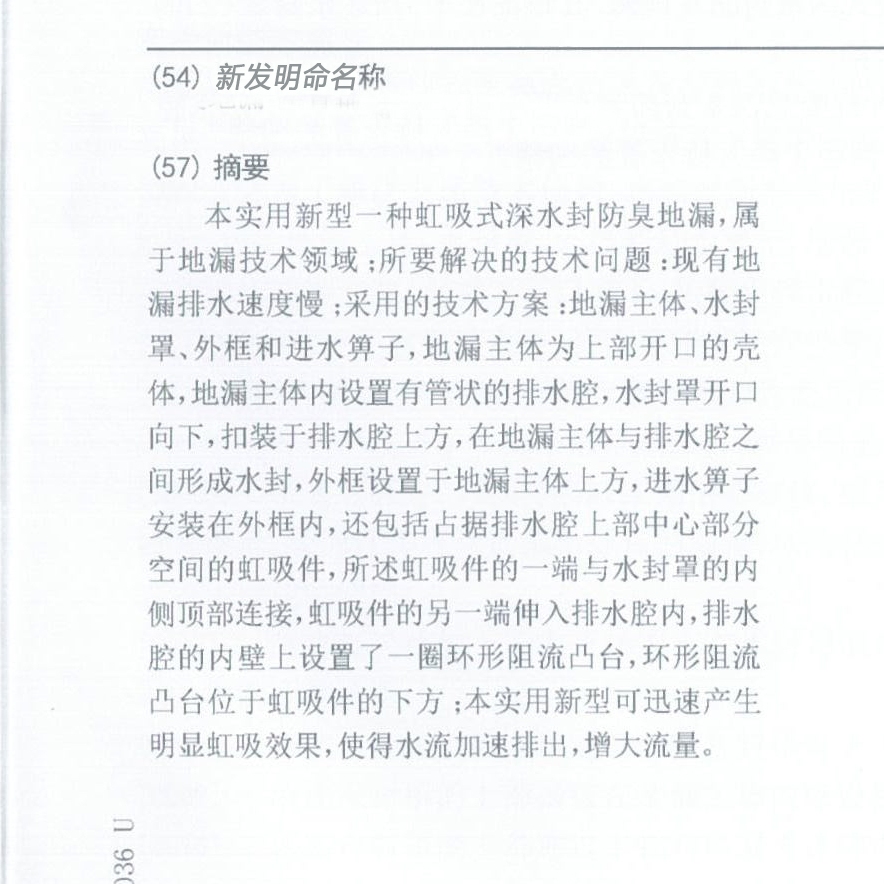 (54) 新发明命名称
(57) 摘要
本实用新型一种虹吸式深水封防臭地漏,属
于地漏技术领域;所要解决的技术问题:现有地
漏排水速度慢;采用的技术方案:地漏主体、水封
罩、外框和进水箅子,地漏主体为上部开口的壳
体,地漏主体内设置有管状的排水腔,水封罩开口
向下,扣装于排水腔上方,在地漏主体与排水腔之
间形成水封,外框设置于地漏主体上方,进水箅子
安装在外框内,还包括占据排水腔上部中心部分
空间的虹吸件,所述虹吸件的一端与水封罩的内
侧顶部连接,虹吸件的另一端伸入排水腔内,排水
腔的内壁上设置了一圈环形阻流凸台,环形阻流
凸台位于虹吸件的下方;本实用新型可迅速产生
明显虹吸效果,使得水流加速排出,增大流量。
036 U